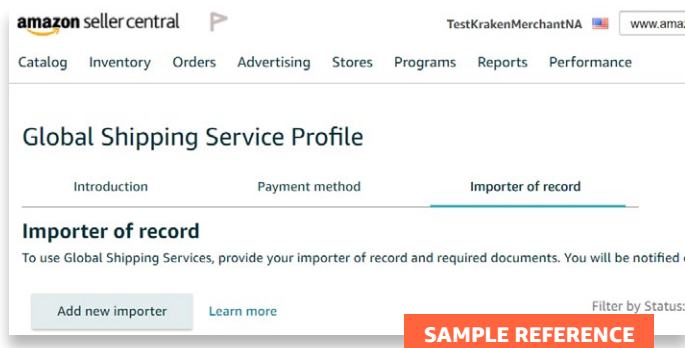 amazon seller central TestKrakenMerchantNA
Catalog Inventory Orders Advertising Stores Programs Reports Performance
Global Shipping Service Profile
Introduction Payment method Importer of record
Importer of record
To use Global Shipping Services, provide your importer of record and required documents. You will be notified
Add new importer Learn more Filter by Status:
SAMPLE REFERENCE